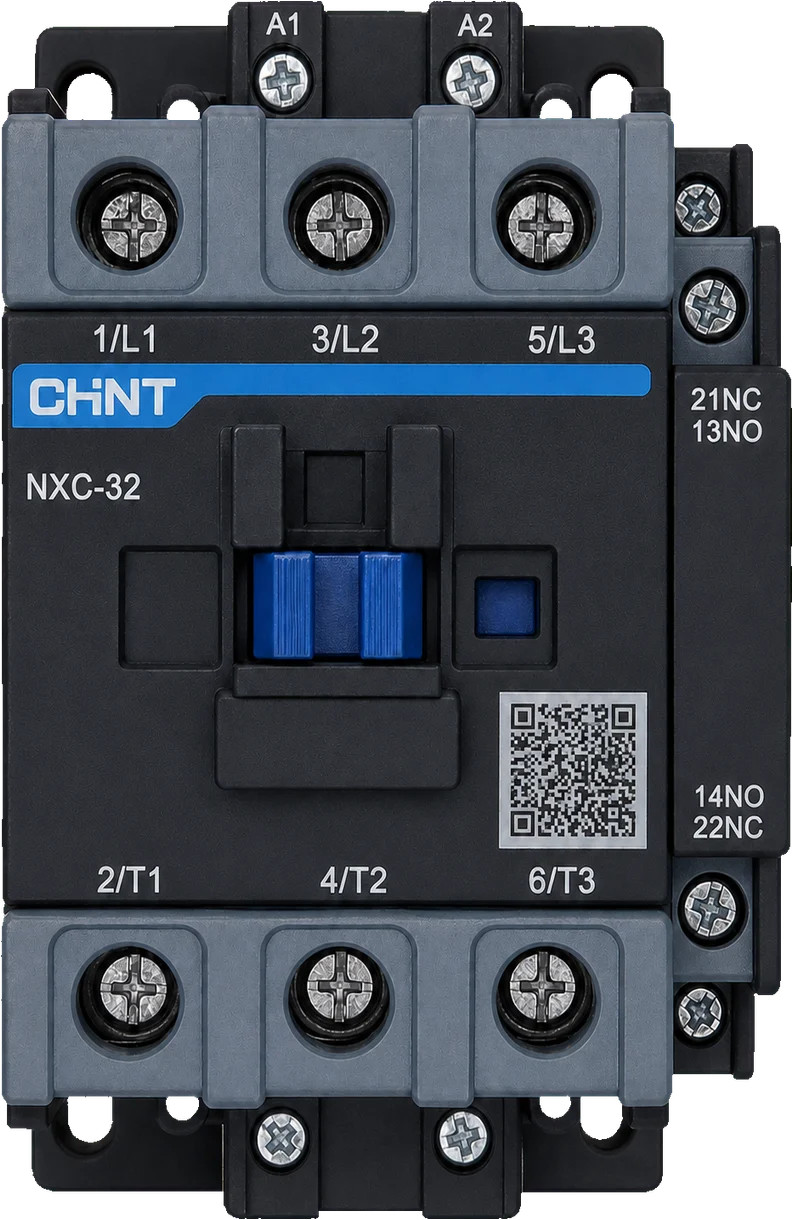 A1 A2
1/L1 3/L2 5/L3
CHNT
21NC
13NO
NXC-32
14NO
22NC
2/T1 4/T2 6/T3